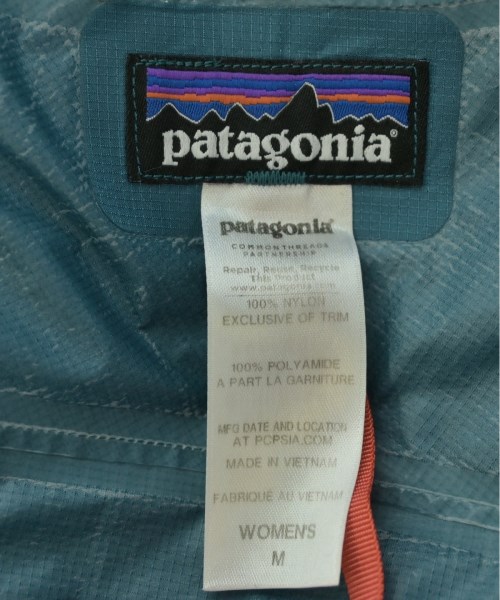 patagonia®
patagonia®
COMMONTHREADS
PARTNERSHIP
Repair, Reuse, Recycle
This Product
www.patagonia.com
100% NYLON
EXCLUSIVE OF TRIM
100% POLYAMIDE
A PART LA GARNITURE
MFG DATE AND LOCATION
AT PCPSIA.COM
MADE IN VIETNAM
FABRIQUÉ AU VIETNAM
WOMEN'S
M